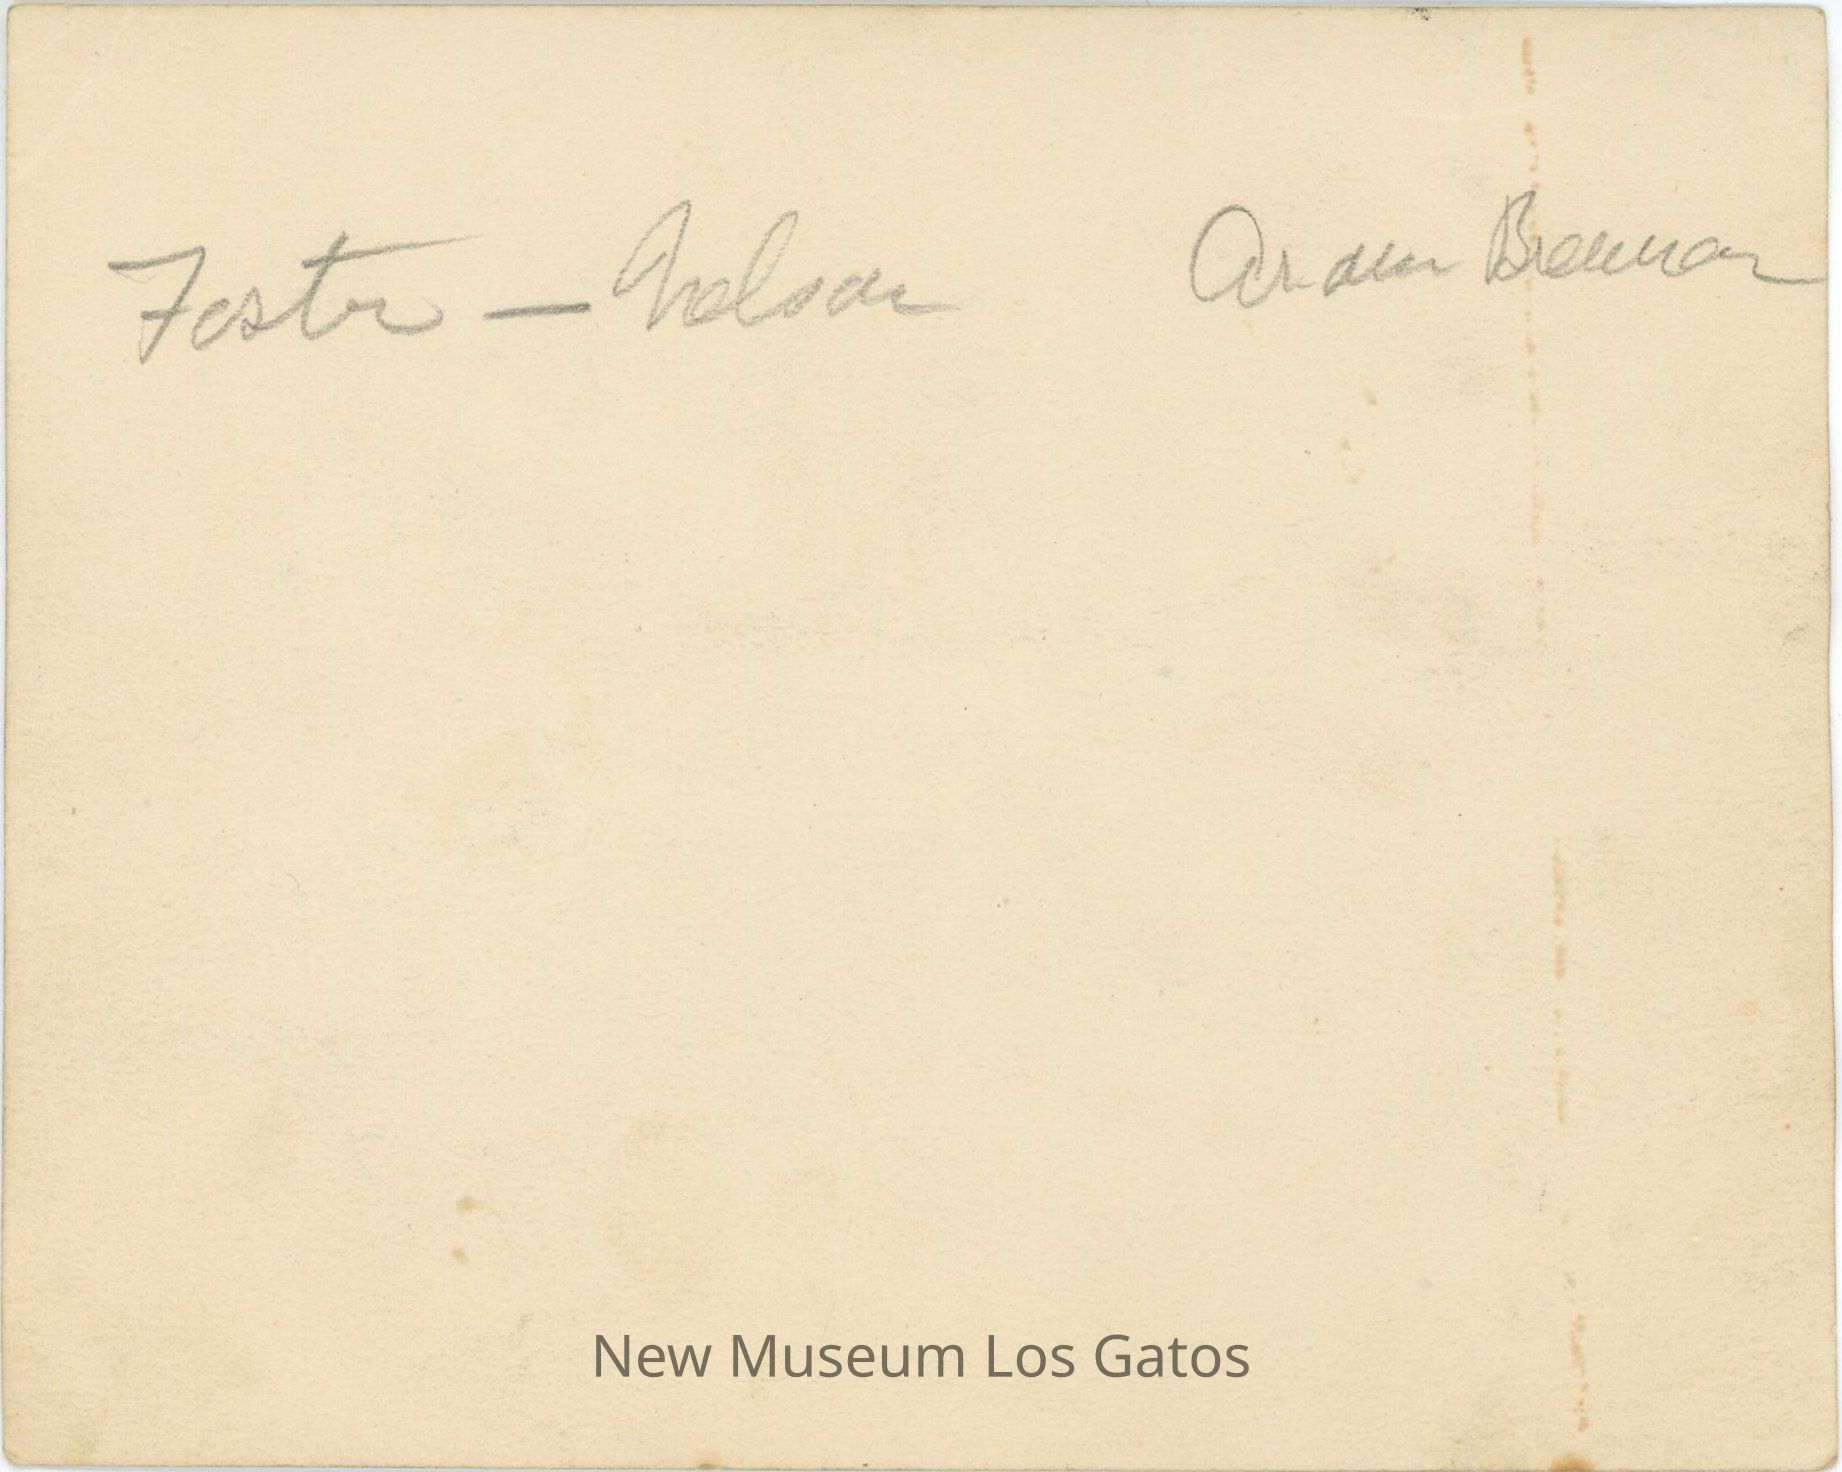 Foster — Nelson Arden Brennan
New Museum Los Gatos